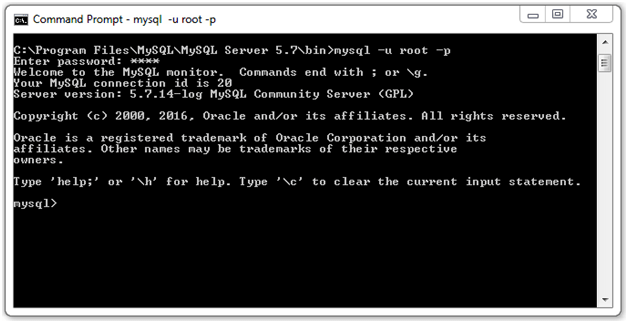 Command Prompt - mysql -u root -p
C:\Program Files\MySQL\MySQL Server 5.7\bin>mysql -u root -p
Enter password: ****
Welcome to the MySQL monitor.  Commands end with ; or \g.
Your MySQL connection id is 20
Server version: 5.7.14-log MySQL Community Server (GPL)
Copyright (c) 2000, 2016, Oracle and/or its affiliates. All rights reserved.
Oracle is a registered trademark of Oracle Corporation and/or its
affiliates. Other names may be trademarks of their respective
owners.
Type 'help;' or '\h' for help. Type '\c' to clear the current input statement.
mysql>